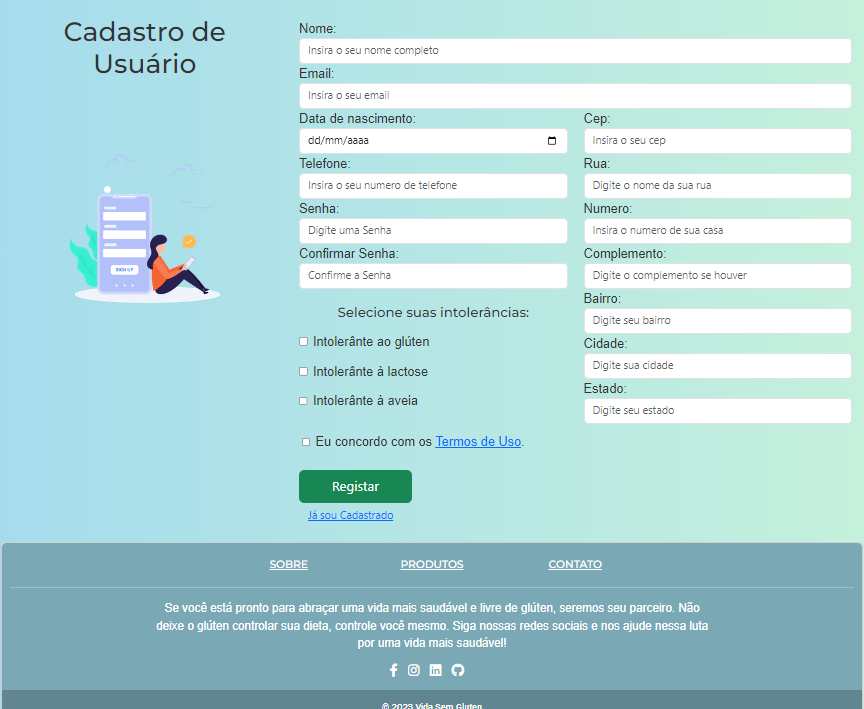 Cadastro de
Usuário
SIGN UP
Nome:
Insira o seu nome completo
Email:
Insira o seu email
Data de nascimento:
dd/mm/aaaa
Telefone:
Insira o seu numero de telefone
Senha:
Digite uma Senha
Confirmar Senha:
Confirme a Senha
Cep:
Insira o seu cep
Rua:
Digite o nome da sua rua
Numero:
Insira o numero de sua casa
Complemento:
Digite o complemento se houver
Bairro:
Digite seu bairro
Cidade:
Digite sua cidade
Estado:
Digite seu estado
Selecione suas intolerâncias:
Intolerânte ao glúten
Intolerânte à lactose
Intolerânte à aveia
Eu concordo com os Termos de Uso.
Registar
Já sou Cadastrado
SOBRE
PRODUTOS
CONTATO
Se você está pronto para abraçar uma vida mais saudável e livre de glúten, seremos seu parceiro. Não
deixe o glúten controlar sua dieta, controle você mesmo. Siga nossas redes sociais e nos ajude nessa luta
por uma vida mais saudável!
© 2023 Vida Sem Gluten